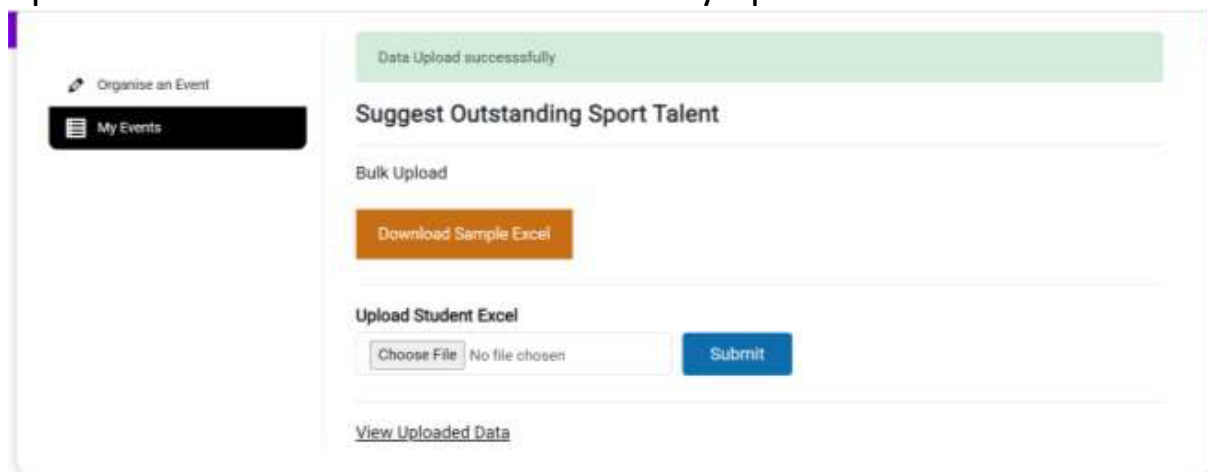 Data Upload successsfully
Organise an Event
My Events
Suggest Outstanding Sport Talent
Bulk Upload
Download Sample Excel
Upload Student Excel
Choose File No file chosen
Submit
View Uploaded Data